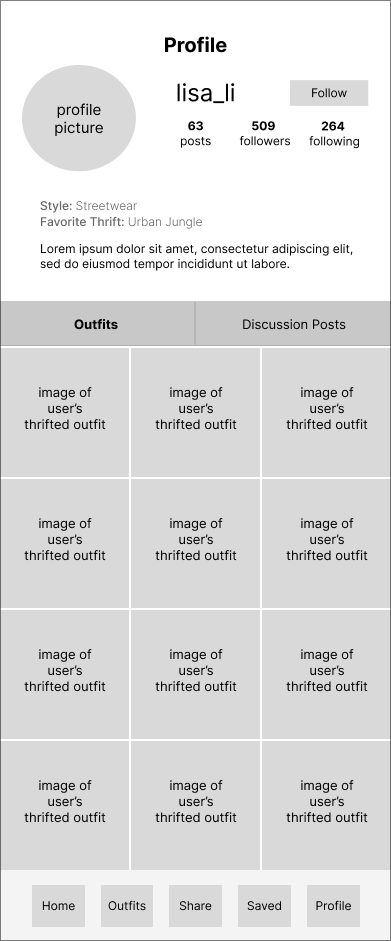 Profile
profile
picture
lisa_li
Follow
63
posts
509
followers
264
following
Style: Streetwear
Favorite Thrift: Urban Jungle
Lorem ipsum dolor sit amet, consectetur adipiscing elit,
sed do eiusmod tempor incididunt ut labore.
Outfits
Discussion Posts
image of
user’s
thrifted outfit
image of
user’s
thrifted outfit
image of
user’s
thrifted outfit
image of
user’s
thrifted outfit
image of
user’s
thrifted outfit
image of
user’s
thrifted outfit
image of
user’s
thrifted outfit
image of
user’s
thrifted outfit
image of
user’s
thrifted outfit
image of
user’s
thrifted outfit
image of
user’s
thrifted outfit
image of
user’s
thrifted outfit
Home
Outfits
Share
Saved
Profile